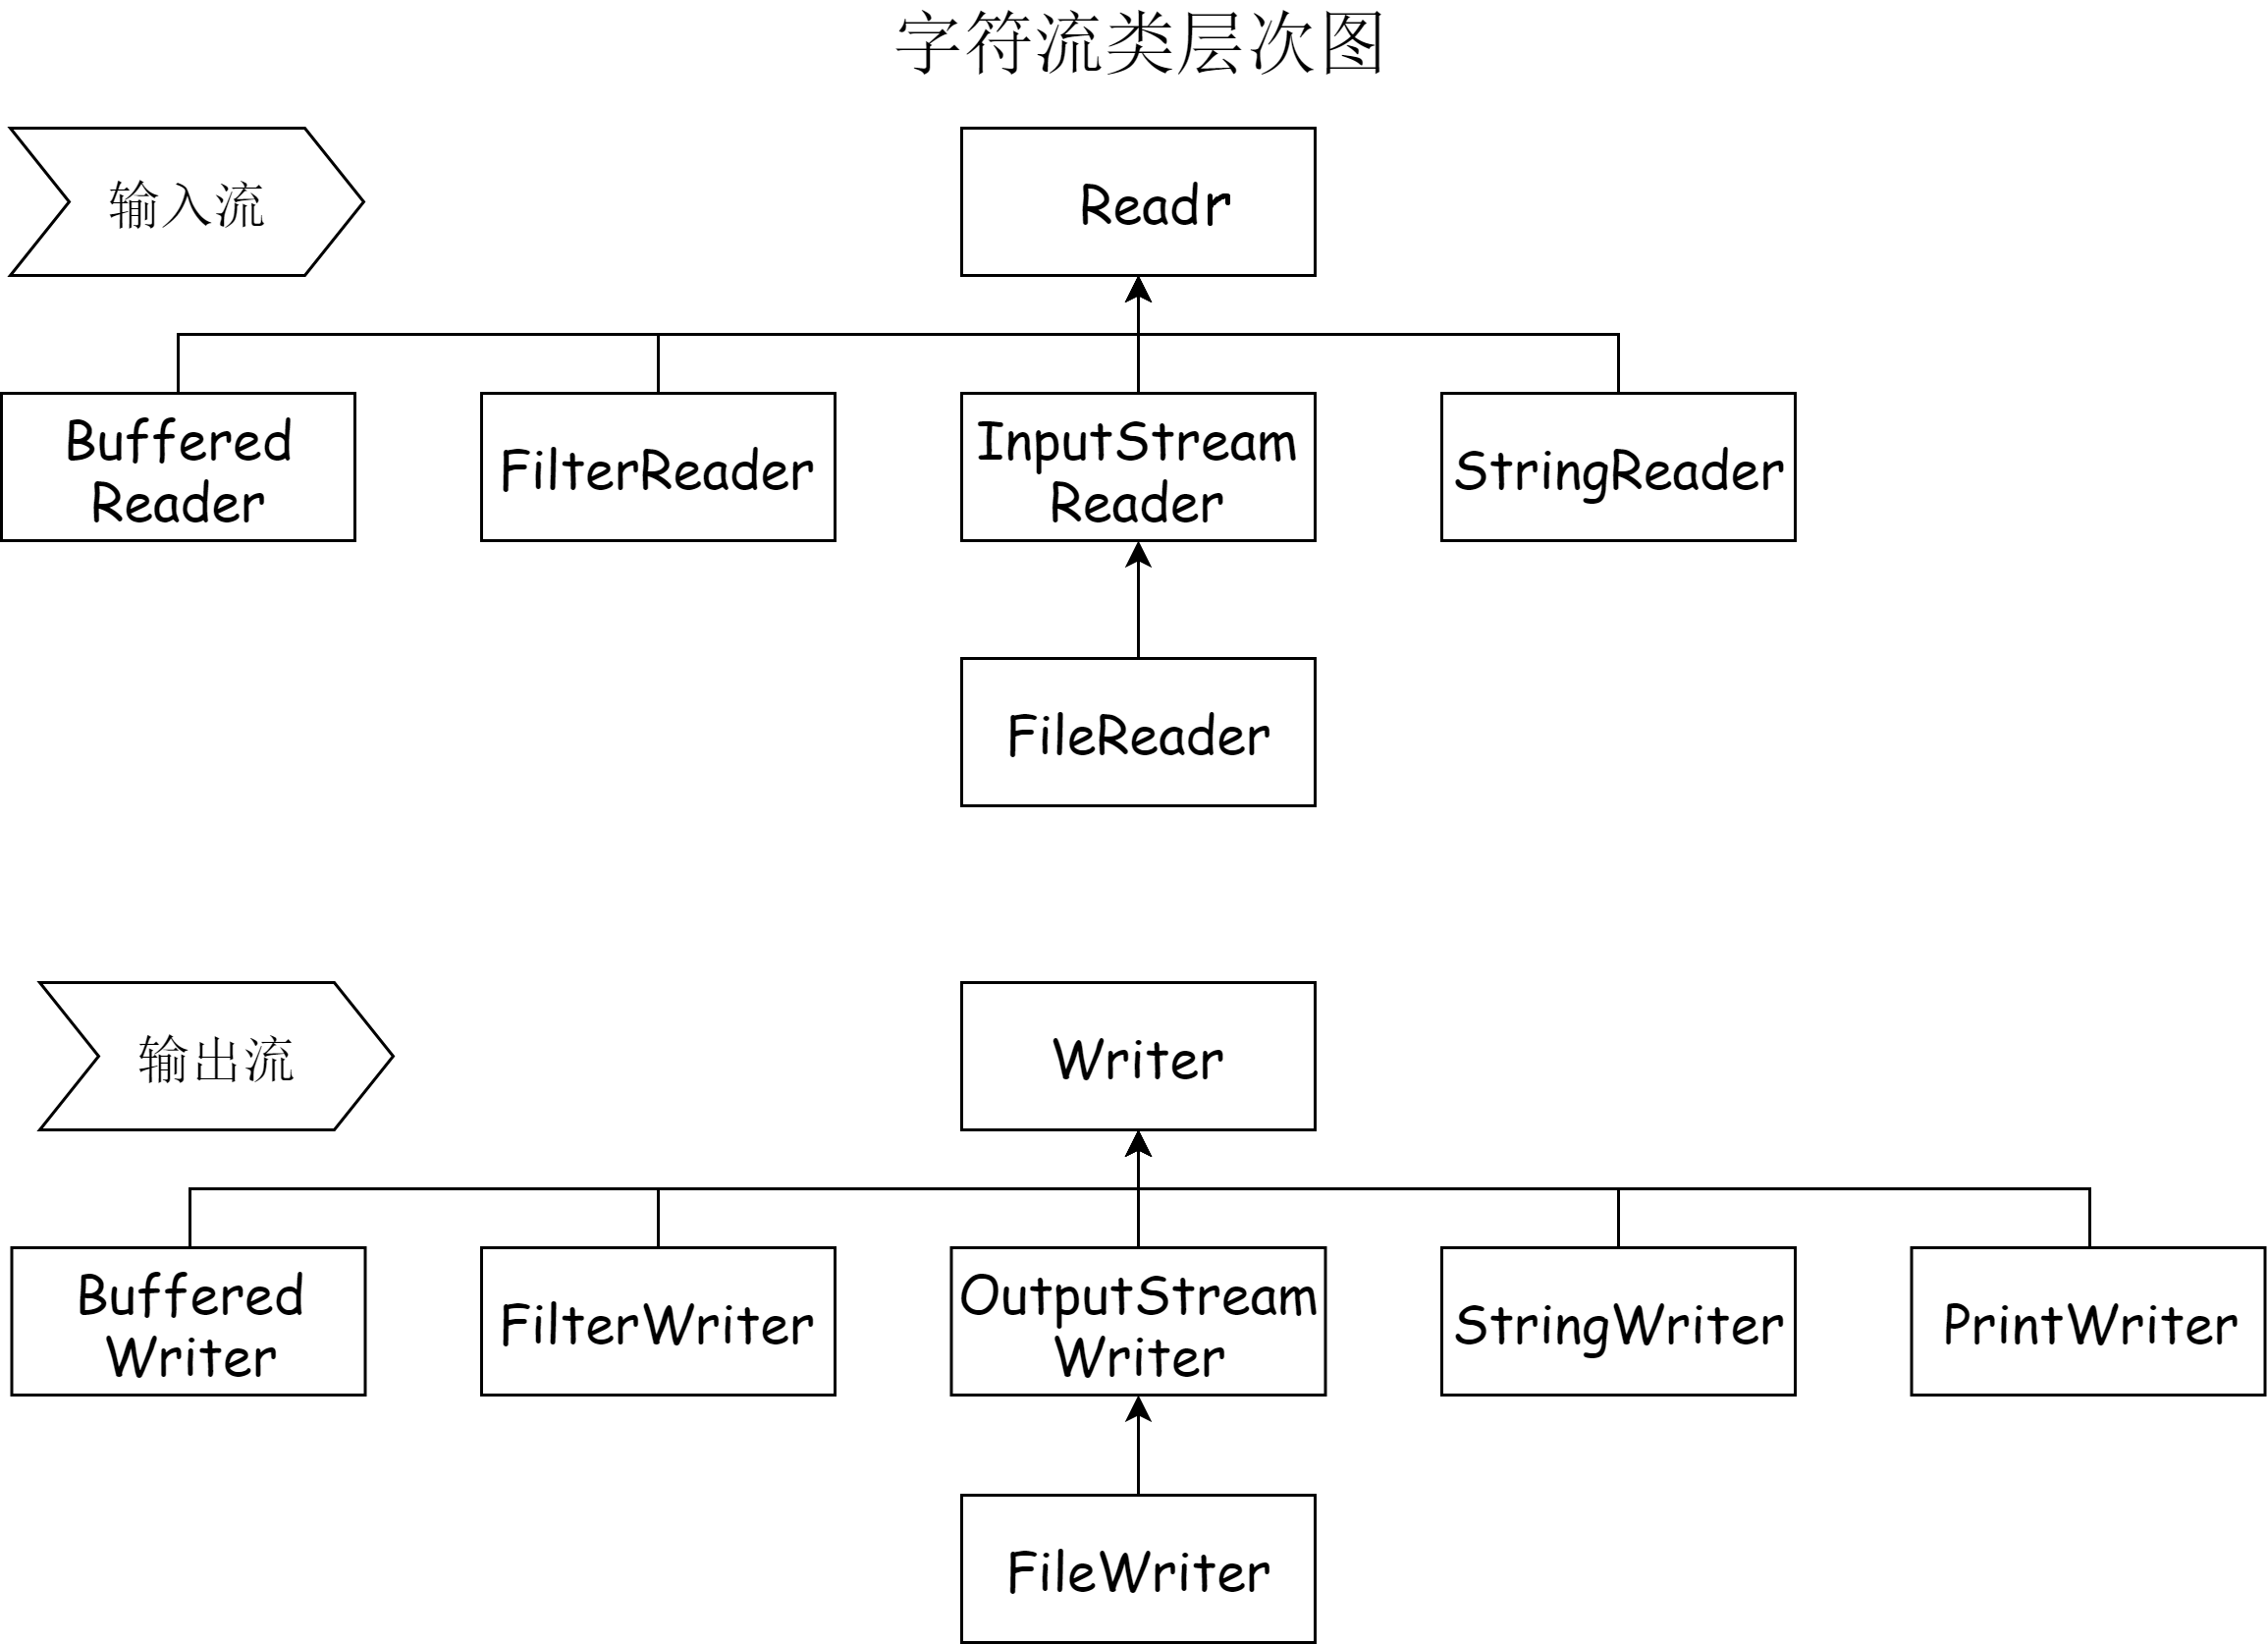 字符流类层次图
输入流
Readr
Buffered
Reader
FilterReader
InputStream
Reader
StringReader
FileReader
输出流
Writer
Buffered
Writer
FilterWriter
OutputStream
Writer
StringWriter
PrintWriter
FileWriter